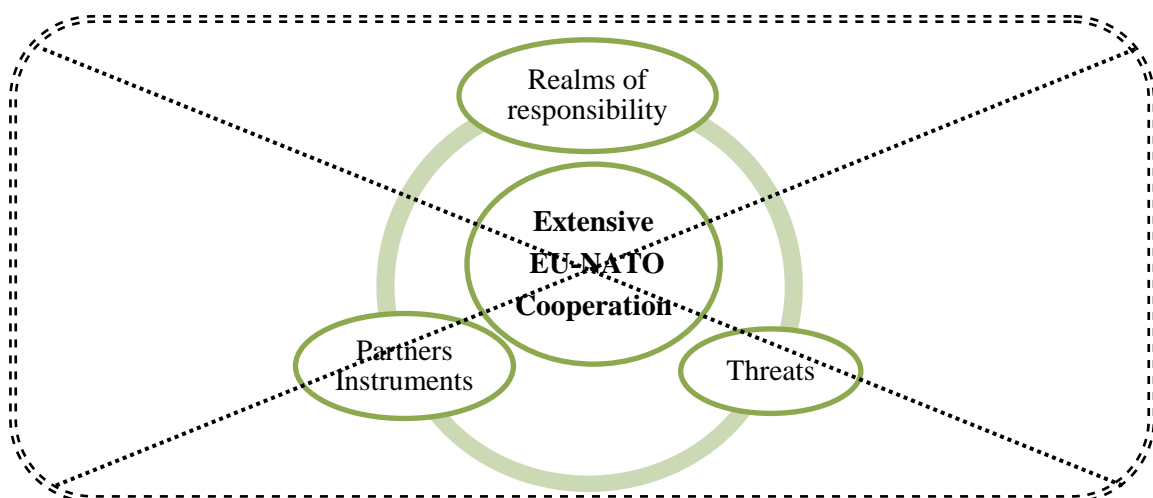 Realms of
responsibility
Extensive
EU-NATO
Cooperation
Partners
Instruments
Threats